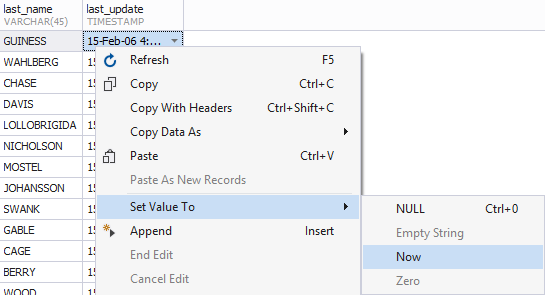 last_name last_update
VARCHAR(45) TIMESTAMP
GUINESS 15-Feb-06 4:...
WAHLBERG 15
Refresh F5
CHASE 15
Copy Ctrl+C
DAVIS 15
Copy With Headers Ctrl+Shift+C
LOLLOBRIGIDA 15
Copy Data As
NICHOLSON 15
Paste Ctrl+V
MOSTEL 15
Paste As New Records
JOHANSSON 15
SWANK 15
Set Value To
NULL Ctrl+0
GABLE 15
Append Insert
Empty String
CAGE 15
End Edit
Now
BERRY 15
Cancel Edit
Zero
WOOD 15